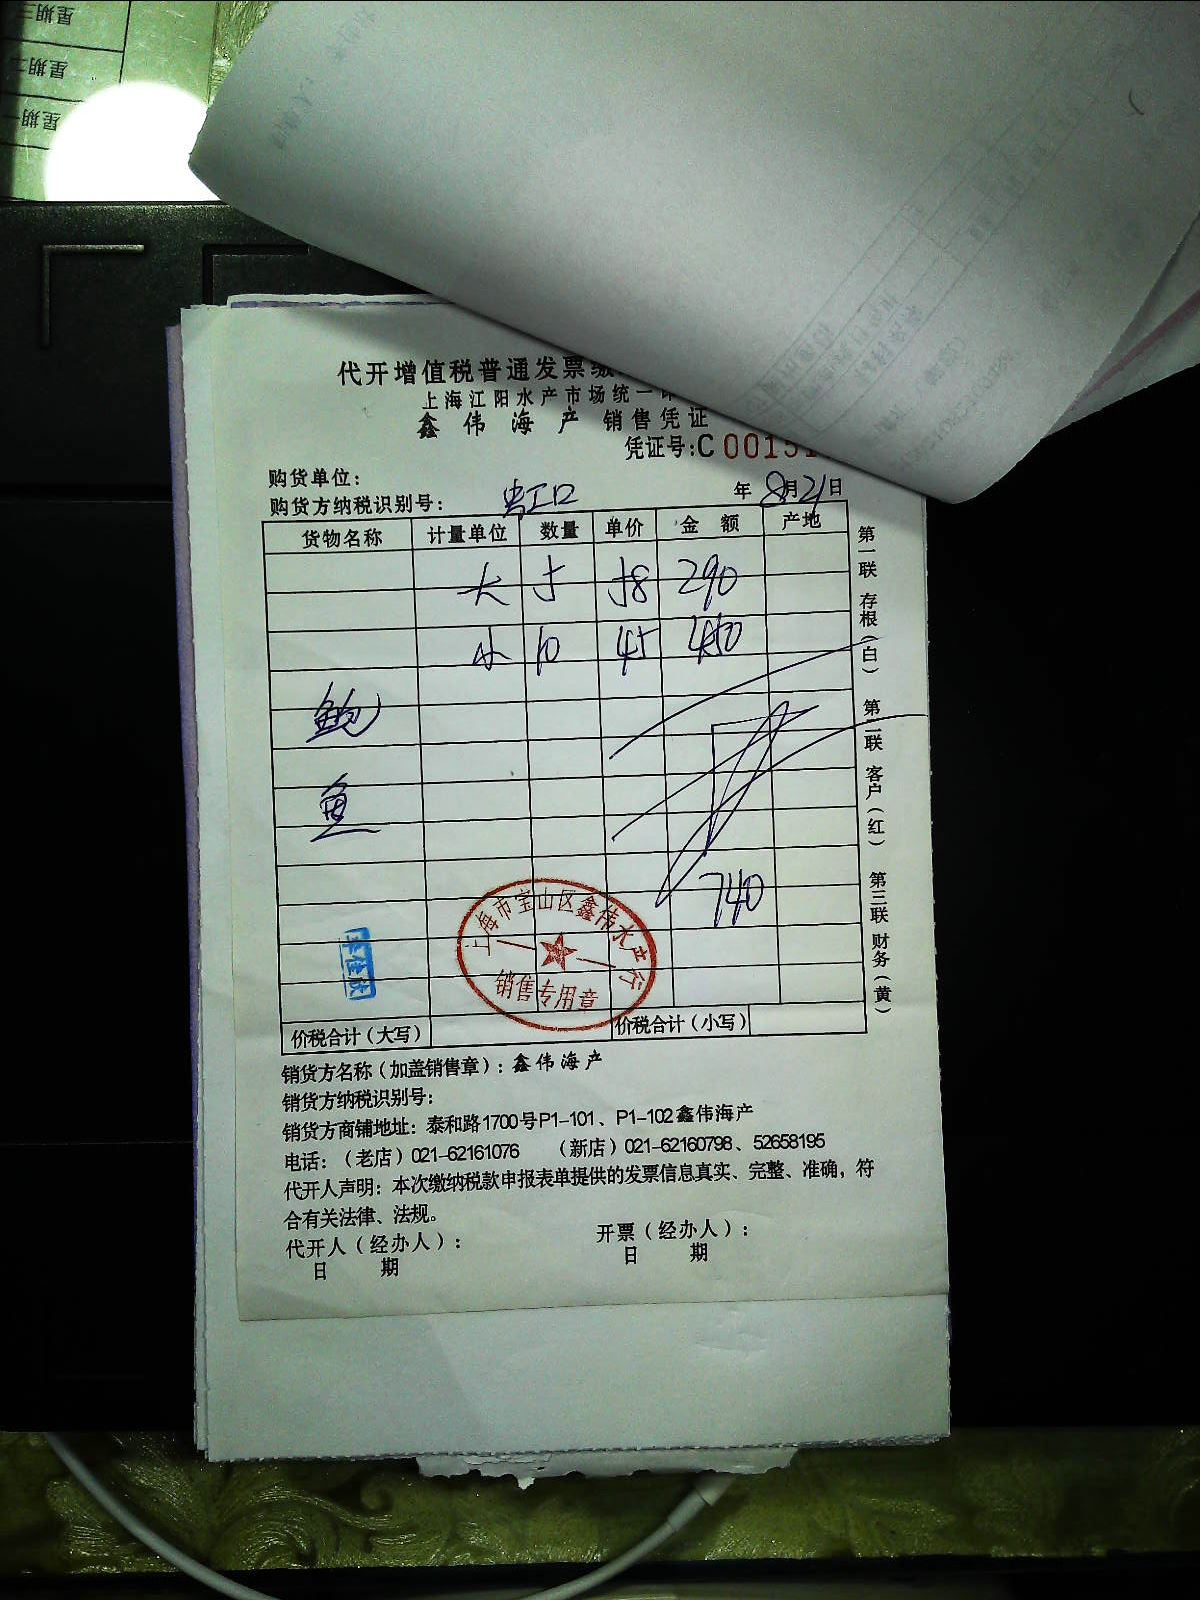 星期三
星期二
星期一
代开增值税普通发票
上海江阳水产市场统一
鑫伟海产 销售凭证
凭证号:C 00151
购货单位:
购货方纳税识别号: 虹口 年 8月21日
货物名称 计量单位 数量 单价 金额 产地
大 5 58 290
小 10 45 450
鲍
鱼
740
上海市宝山区鑫伟水产行
销售专用章
价税合计(大写) 价税合计(小写)
第一联 存根(白) 第二联 客户(红) 第三联 财务(黄)
销货方名称(加盖销售章): 鑫伟海产
销货方纳税识别号:
销货方商铺地址: 泰和路1700号P1-101、P1-102鑫伟海产
电话:(老店)021-62161076 (新店)021-62160798、52658195
代开人声明: 本次缴纳税款申报表单提供的发票信息真实、完整、准确,符
合有关法律、法规。
代开人(经办人): 开票(经办人):
日 期 日 期